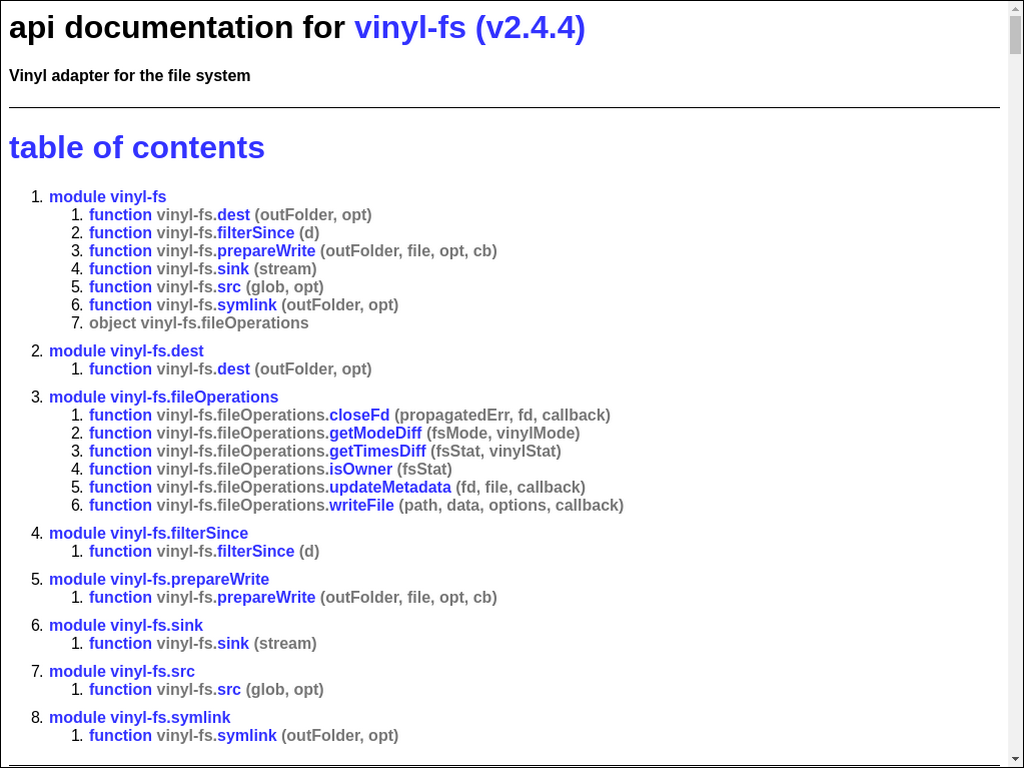 api documentation for vinyl-fs (v2.4.4)
Vinyl adapter for the file system
table of contents
1. module vinyl-fs
1. function vinyl-fs.dest (outFolder, opt)
2. function vinyl-fs.filterSince (d)
3. function vinyl-fs.prepareWrite (outFolder, file, opt, cb)
4. function vinyl-fs.sink (stream)
5. function vinyl-fs.src (glob, opt)
6. function vinyl-fs.symlink (outFolder, opt)
7. object vinyl-fs.fileOperations
2. module vinyl-fs.dest
1. function vinyl-fs.dest (outFolder, opt)
3. module vinyl-fs.fileOperations
1. function vinyl-fs.fileOperations.closeFd (propagatedErr, fd, callback)
2. function vinyl-fs.fileOperations.getModeDiff (fsMode, vinylMode)
3. function vinyl-fs.fileOperations.getTimesDiff (fsStat, vinylStat)
4. function vinyl-fs.fileOperations.isOwner (fsStat)
5. function vinyl-fs.fileOperations.updateMetadata (fd, file, callback)
6. function vinyl-fs.fileOperations.writeFile (path, data, options, callback)
4. module vinyl-fs.filterSince
1. function vinyl-fs.filterSince (d)
5. module vinyl-fs.prepareWrite
1. function vinyl-fs.prepareWrite (outFolder, file, opt, cb)
6. module vinyl-fs.sink
1. function vinyl-fs.sink (stream)
7. module vinyl-fs.src
1. function vinyl-fs.src (glob, opt)
8. module vinyl-fs.symlink
1. function vinyl-fs.symlink (outFolder, opt)